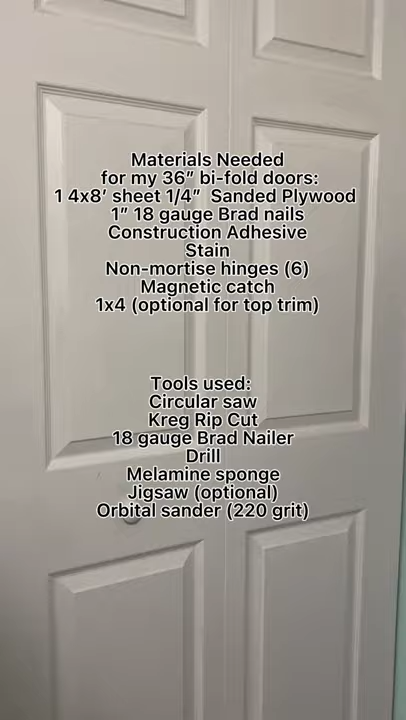 Materials Needed
for my 36” bi-fold doors:
1 4x8’ sheet 1/4” Sanded Plywood
1” 18 gauge Brad nails
Construction Adhesive
Stain
Non-mortise hinges (6)
Magnetic catch
1x4 (optional for top trim)
Tools used:
Circular saw
Kreg Rip Cut
18 gauge Brad Nailer
Drill
Melamine sponge
Jigsaw (optional)
Orbital sander (220 grit)